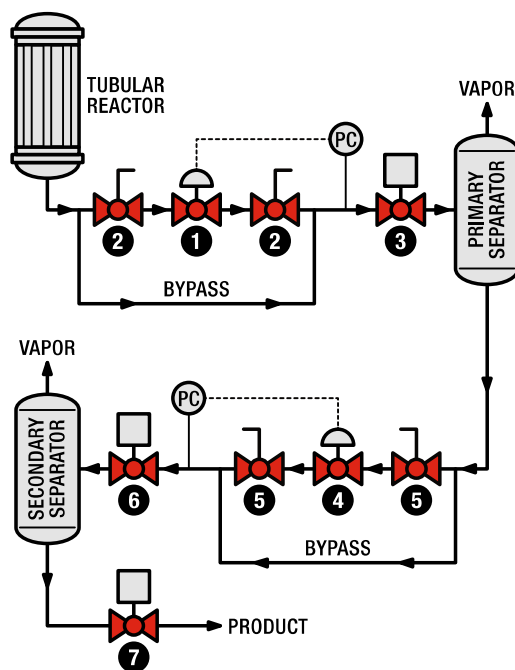 TUBULAR
REACTOR
VAPOR
PC
PRIMARY
SEPARATOR
2
1
2
3
BYPASS
VAPOR
PC
SECONDARY
SEPARATOR
6
5
4
5
BYPASS
PRODUCT
7